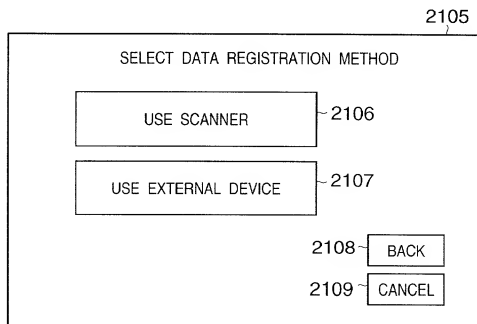 2105
SELECT DATA REGISTRATION METHOD
USE SCANNER 2106
USE EXTERNAL DEVICE 2107
2108 BACK
2109 CANCEL